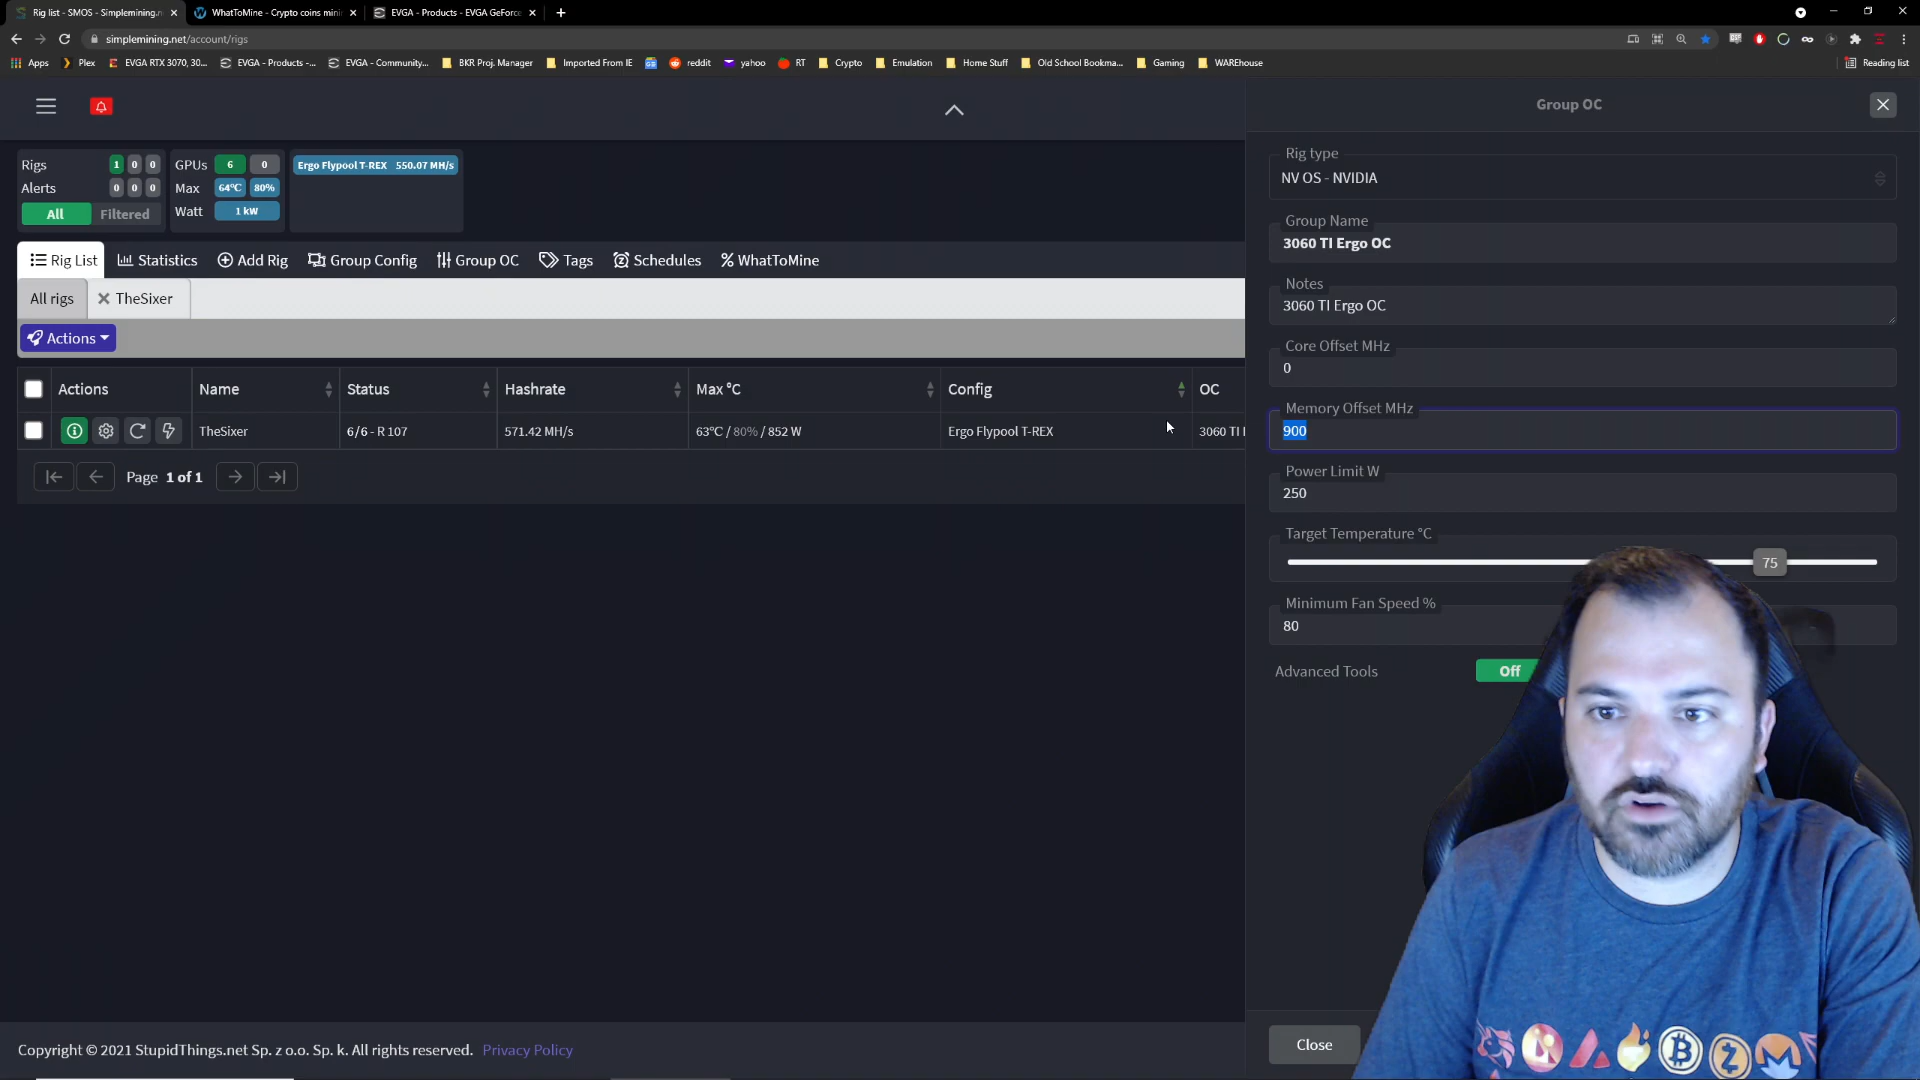 Rig list - SMOS - Simplemining.n
WhatToMine - Crypto coins mini
EVGA - Products - EVGA GeForce
simplemining.net/account/rigs
Apps
Plex
EVGA RTX 3070, 30...
EVGA - Products -...
EVGA - Community...
BKR Proj. Manager
Imported From IE
reddit
yahoo
RT
Crypto
Emulation
Home Stuff
Old School Bookma...
Gaming
WAREhouse
Reading list
Rigs 1 0 0
Alerts 0 0 0
All Filtered
GPUs 6 0
Max 64°C 80%
Watt 1 kW
Ergo Flypool T-REX 550.07 MH/s
Rig List
Statistics
Add Rig
Group Config
Group OC
Tags
Schedules
WhatToMine
All rigs
TheSixer
Actions
Actions Name Status Hashrate Max °C Config OC
TheSixer 6/6 - R 107 571.42 MH/s 63°C / 80% / 852 W Ergo Flypool T-REX 3060 TI
Page 1 of 1
Group OC
Rig type
NV OS - NVIDIA
Group Name
3060 TI Ergo OC
Notes
3060 TI Ergo OC
Core Offset MHz
0
Memory Offset MHz
900
Power Limit W
250
Target Temperature °C
75
Minimum Fan Speed %
80
Advanced Tools Off
Close
Copyright © 2021 StupidThings.net Sp. z o.o. Sp. k. All rights reserved. Privacy Policy